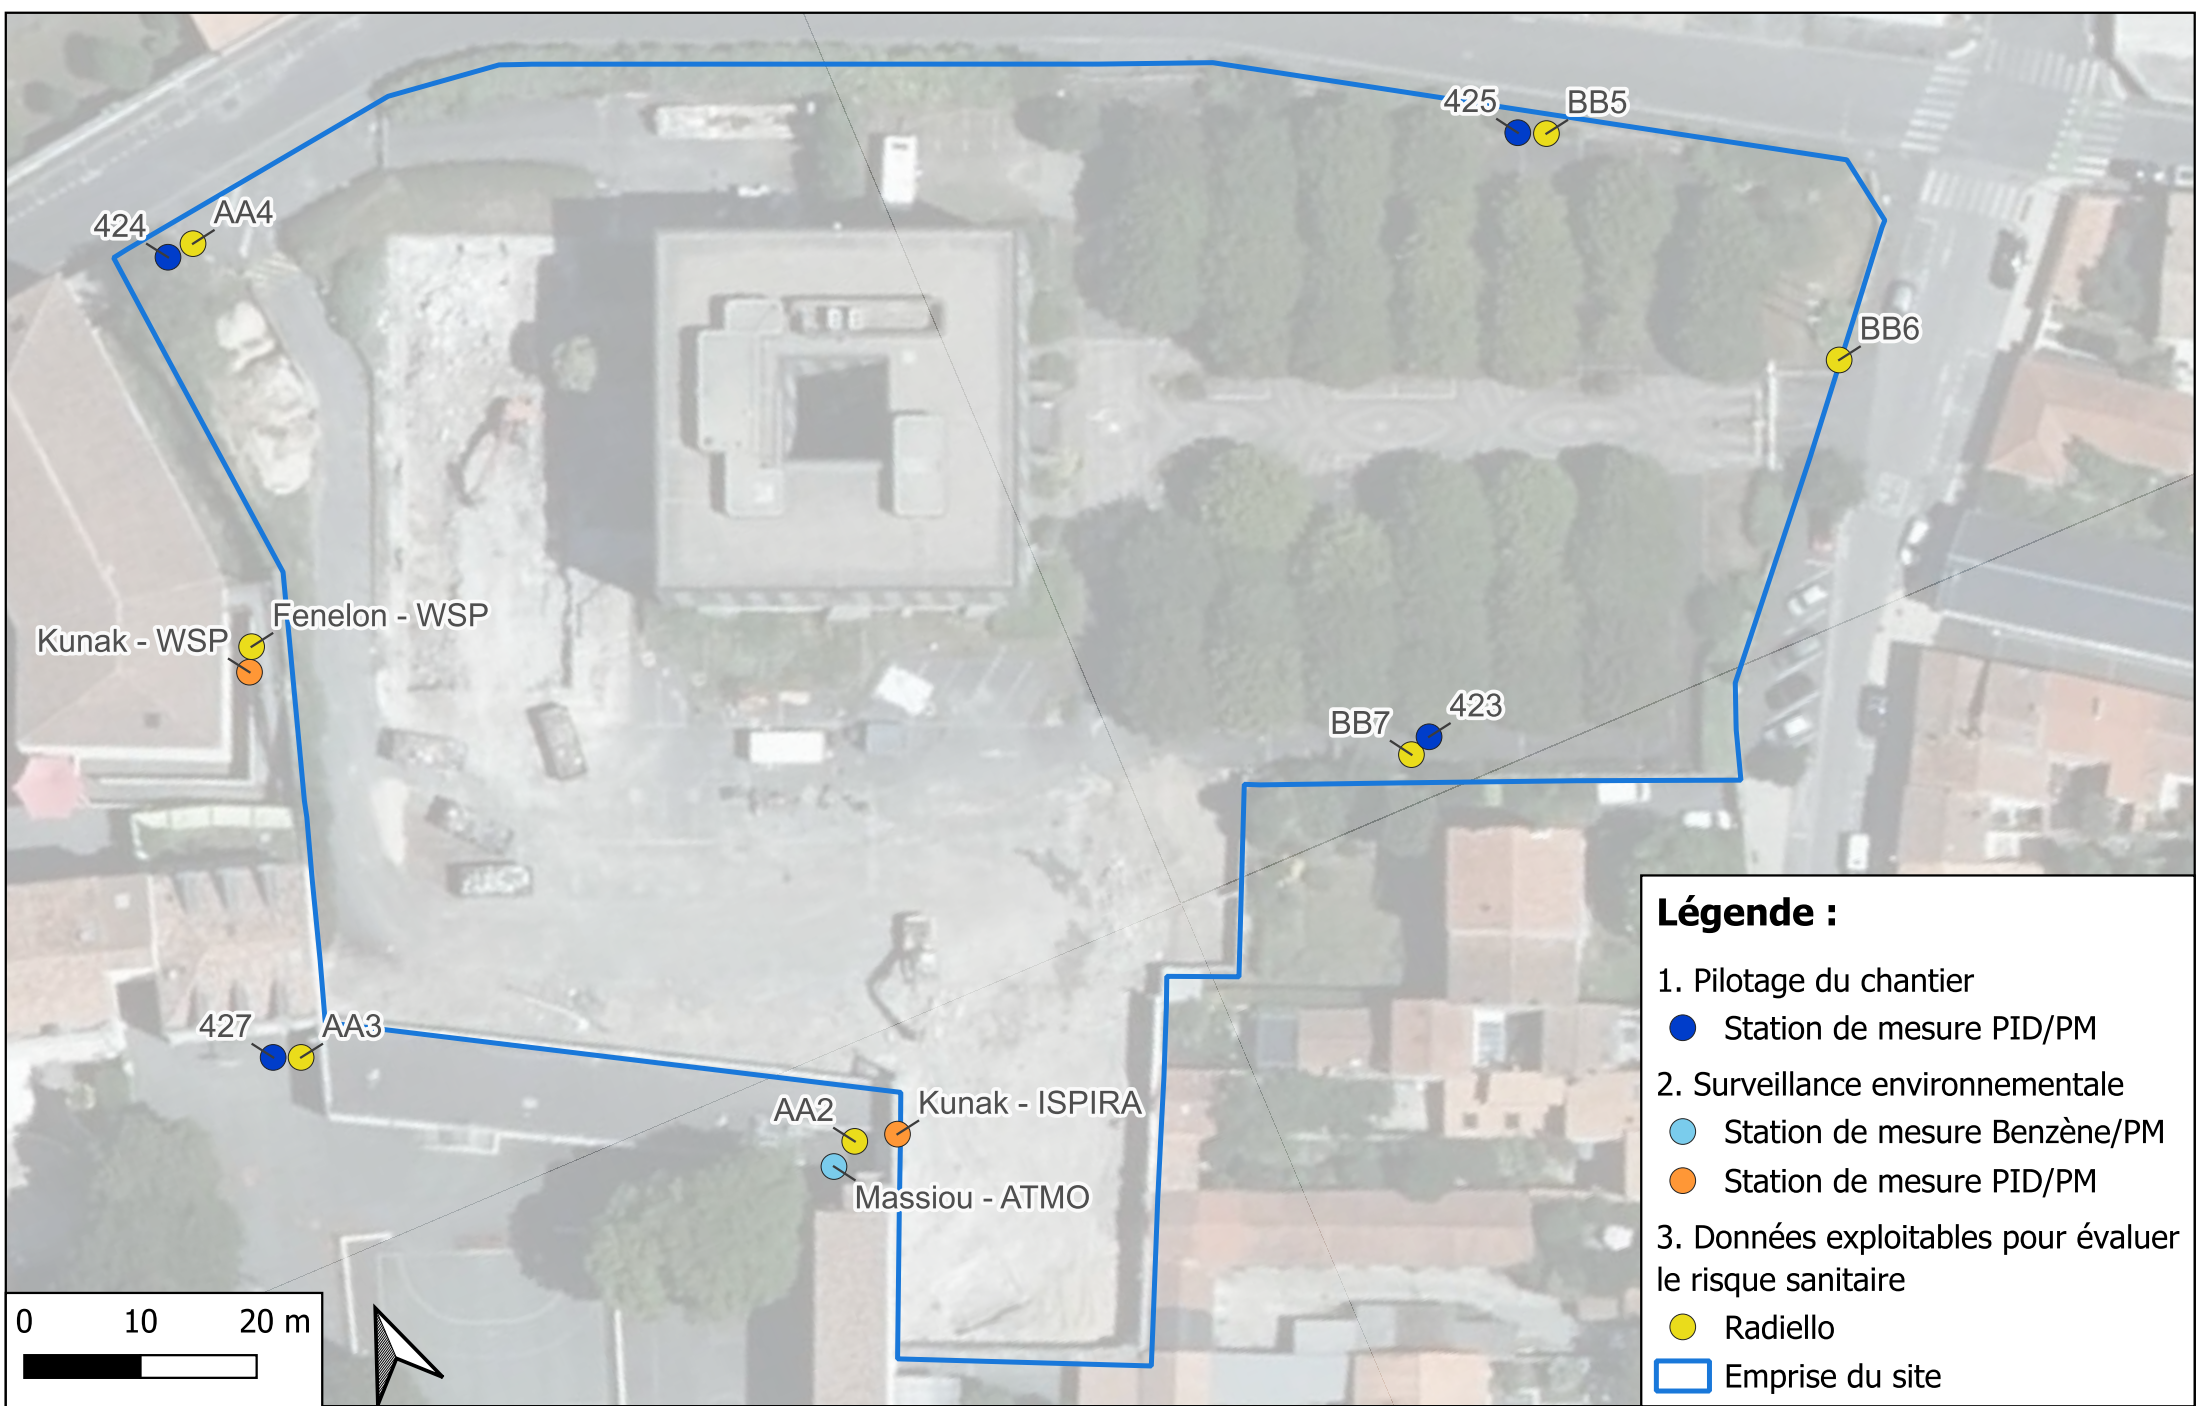 425
BB5
424
AA4
BB6
Fenelon - WSP
Kunak - WSP
BB7
423
427
AA3
AA2
Kunak - ISPIRA
Massiou - ATMO
Légende :
1. Pilotage du chantier
Station de mesure PID/PM
2. Surveillance environnementale
Station de mesure Benzène/PM
Station de mesure PID/PM
3. Données exploitables pour évaluer
le risque sanitaire
Radiello
Emprise du site
0 10 20 m